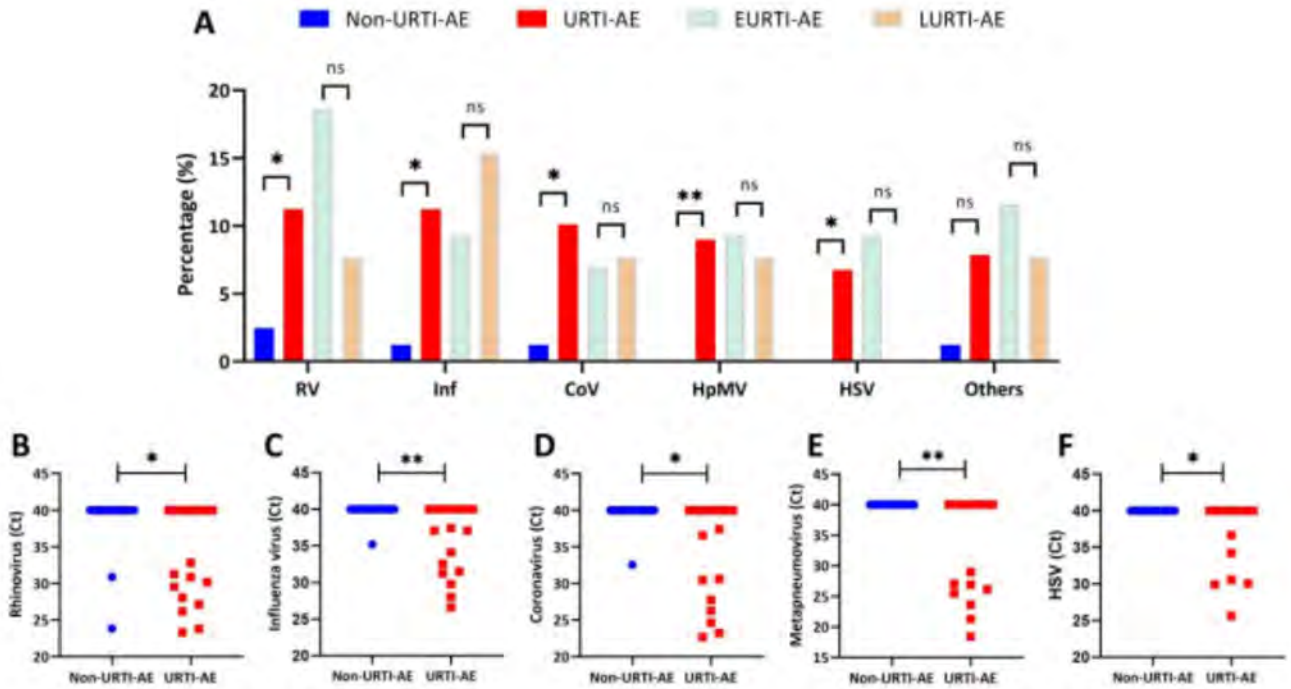 A
Non-URTI-AE URTI-AE EURTI-AE LURTI-AE
ns ns ns ns ns ns
* * * ** * ns
Percentage (%)
20
15
10
5
0
RV Inf CoV HpMV HSV Others
B
*
Rhinovirus (Ct)
45
40
35
30
25
20
Non-URTI-AE URTI-AE
C
**
Influenza virus (Ct)
45
40
35
30
25
20
Non-URTI-AE URTI-AE
D
*
Coronavirus (Ct)
45
40
35
30
25
20
Non-URTI-AE URTI-AE
E
**
Metapneumovirus (Ct)
45
40
35
30
25
20
15
Non-URTI-AE URTI-AE
F
*
HSV (Ct)
45
40
35
30
25
20
Non-URTI-AE URTI-AE